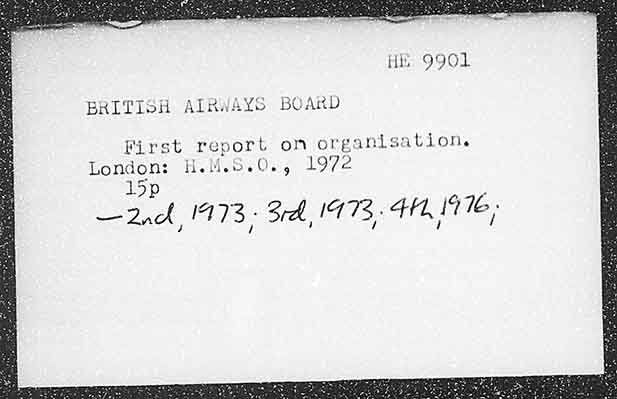 HE 9901
BRITISH AIRWAYS BOARD
First report on organisation.
London: H.M.S.O., 1972
15p
— 2nd, 1973; 3rd, 1973; 4th, 1976;